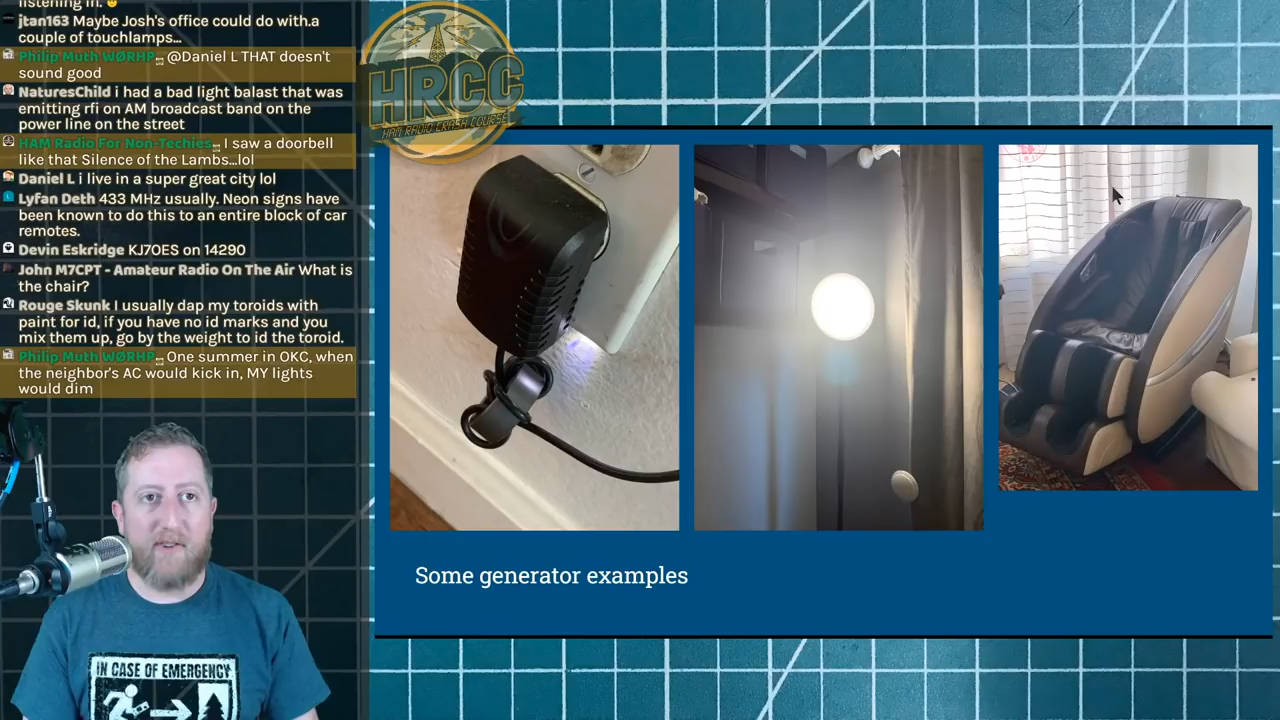 listening in.
jtan163 Maybe Josh's office could do with.a
couple of touchlamps...
Philip Muth WØRHP @Daniel L THAT doesn't
sound good
NaturesChild i had a bad light balast that was
emitting rfi on AM broadcast band on the
power line on the street
HAM Radio For Non-Techies I saw a doorbell
like that Silence of the Lambs...lol
Daniel L i live in a super great city lol
Lyfan Deth 433 MHz usually. Neon signs have
been known to do this to an entire block of car
remotes.
Devin Eskridge KJ7OES on 14290
John M7CPT - Amateur Radio On The Air What is
the chair?
Rouge Skunk I usually dap my toroids with
paint for id, if you have no id marks and you
mix them up, go by the weight to id the toroid.
Philip Muth WØRHP One summer in OKC, when
the neighbor's AC would kick in, MY lights
would dim
HRCC
HAM RADIO CRASH COURSE
Some generator examples
IN CASE OF EMERGENCY